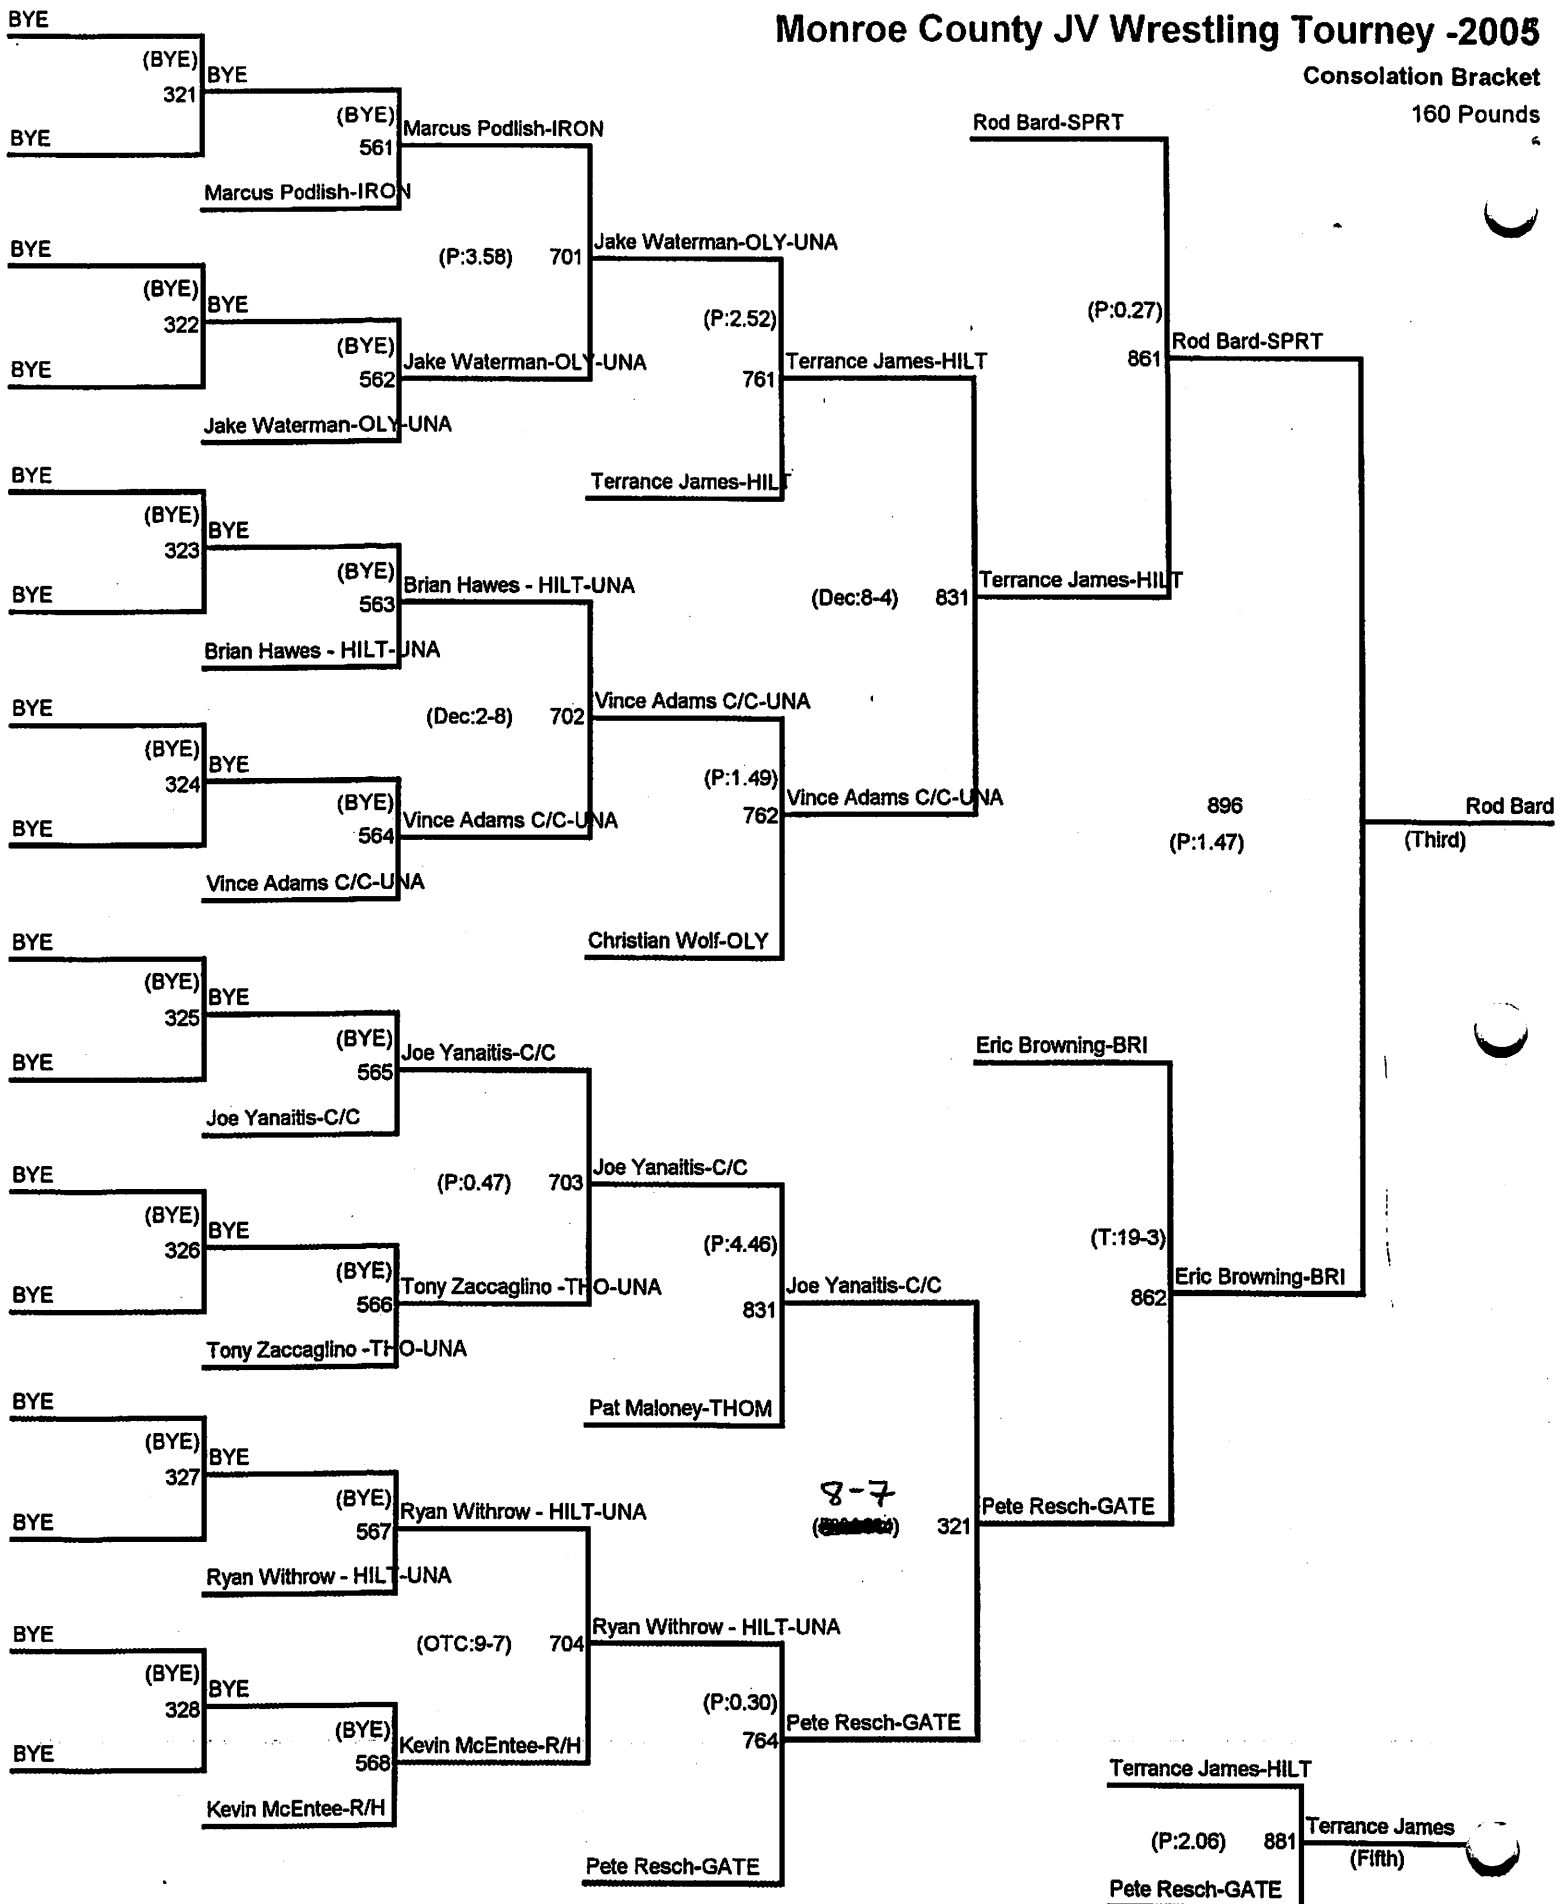 Monroe County JV Wrestling Tourney -2005
Consolation Bracket
160 Pounds
BYE
(BYE)
321
BYE
BYE
(BYE)
561
Marcus Podlish-IRON
Marcus Podlish-IRON
BYE
(BYE)
322
BYE
BYE
(BYE)
562
Jake Waterman-OLY-UNA
Jake Waterman-OLY-UNA
(P:3.58) 701
Jake Waterman-OLY-UNA
(P:2.52)
761
Terrance James-HILT
Terrance James-HILT
BYE
(BYE)
323
BYE
BYE
(BYE)
563
Brian Hawes - HILT-UNA
Brian Hawes - HILT-UNA
BYE
(BYE)
324
BYE
BYE
(BYE)
564
Vince Adams C/C-UNA
Vince Adams C/C-UNA
(Dec:2-8) 702
Vince Adams C/C-UNA
(P:1.49)
762
Vince Adams C/C-UNA
Christian Wolf-OLY
(Dec:8-4) 831
Terrance James-HILT
Rod Bard-SPRT
(P:0.27)
861
Rod Bard-SPRT
896
(P:1.47)
Rod Bard
(Third)
BYE
(BYE)
325
BYE
BYE
(BYE)
565
Joe Yanaitis-C/C
Joe Yanaitis-C/C
BYE
(BYE)
326
BYE
BYE
(BYE)
566
Tony Zaccaglino -THO-UNA
Tony Zaccaglino -THO-UNA
(P:0.47) 703
Joe Yanaitis-C/C
(P:4.46)
831
Joe Yanaitis-C/C
Pat Maloney-THOM
BYE
(BYE)
327
BYE
BYE
(BYE)
567
Ryan Withrow - HILT-UNA
Ryan Withrow - HILT-UNA
BYE
(BYE)
328
BYE
BYE
(BYE)
568
Kevin McEntee-R/H
Kevin McEntee-R/H
(OTC:9-7) 704
Ryan Withrow - HILT-UNA
(P:0.30)
764
Pete Resch-GATE
Pete Resch-GATE
8-7
321
Pete Resch-GATE
Eric Browning-BRI
(T:19-3)
862
Eric Browning-BRI
Terrance James-HILT
(P:2.06) 881
Terrance James
(Fifth)
Pete Resch-GATE